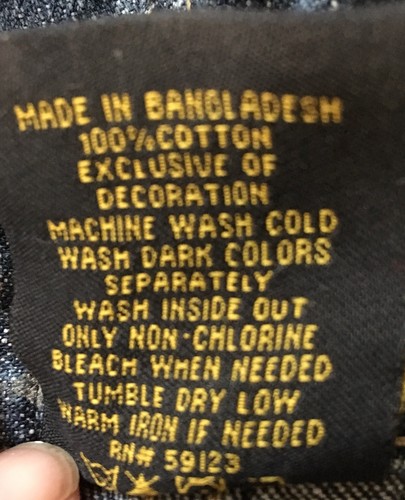 MADE IN BANGLADESH
100% COTTON
EXCLUSIVE OF
DECORATION
MACHINE WASH COLD
WASH DARK COLORS
SEPARATELY
WASH INSIDE OUT
ONLY NON-CHLORINE
BLEACH WHEN NEEDED
TUMBLE DRY LOW
WARM IRON IF NEEDED
RN# 59123